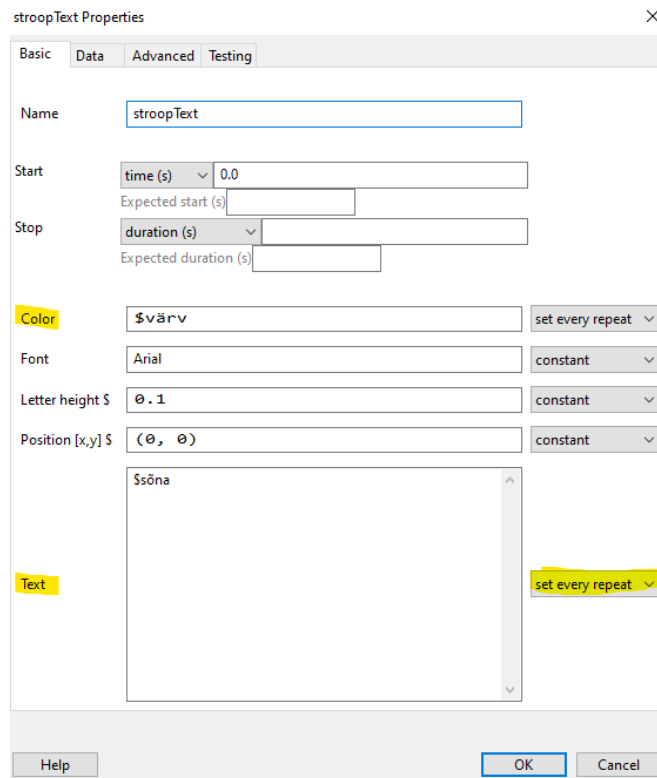 stroopText Properties
Basic Data Advanced Testing
Name stroopText
Start time (s) 0.0
Expected start (s)
Stop duration (s)
Expected duration (s)
Color $värv set every repeat
Font Arial constant
Letter height $ 0.1 constant
Position [x,y] $ (0, 0) constant
$sõna
Text set every repeat
Help OK Cancel